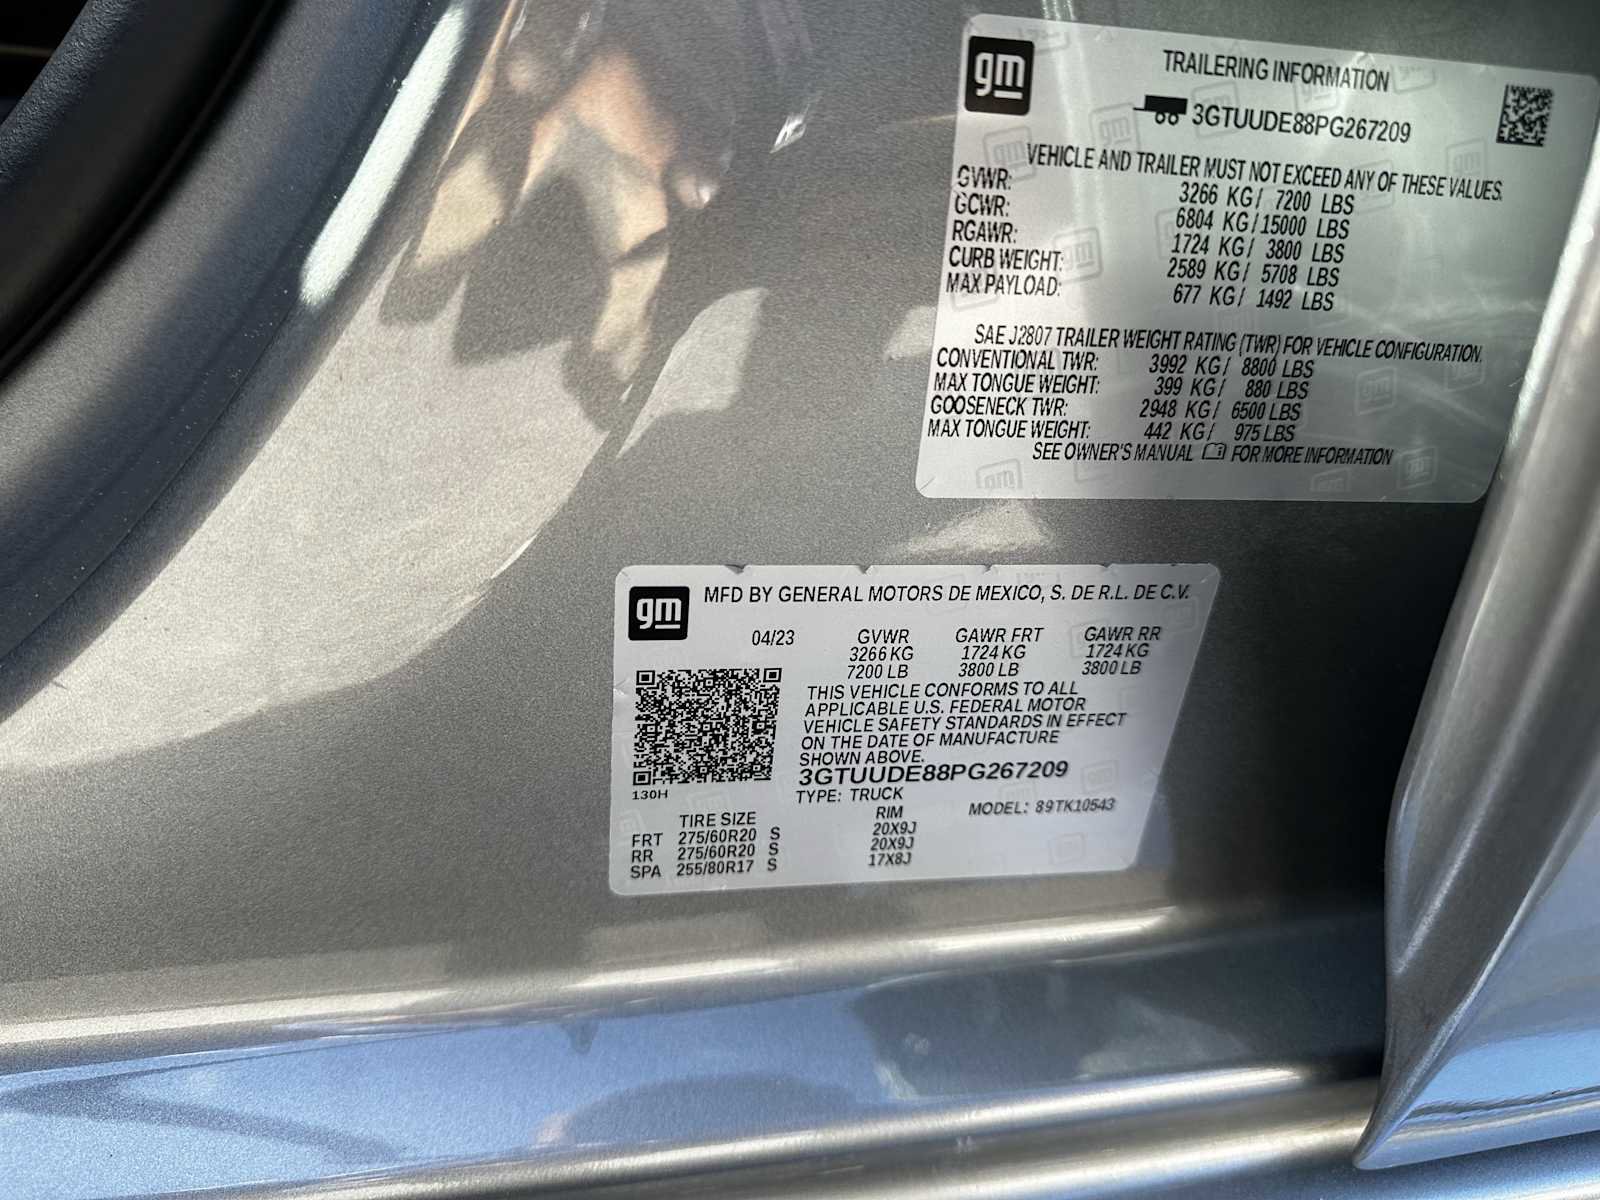 gm
TRAILERING INFORMATION
3GTUUDE88PG267209
VEHICLE AND TRAILER MUST NOT EXCEED ANY OF THESE VALUES.
GVWR: 3266 KG/ 7200 LBS
GCWR: 6804 KG/15000 LBS
RGAWR: 1724 KG/ 3800 LBS
CURB WEIGHT: 2589 KG/ 5708 LBS
MAX PAYLOAD: 677 KG/ 1492 LBS
SAE J2807 TRAILER WEIGHT RATING (TWR) FOR VEHICLE CONFIGURATION.
CONVENTIONAL TWR: 3992 KG/ 8800 LBS
MAX TONGUE WEIGHT: 399 KG/ 880 LBS
GOOSENECK TWR: 2948 KG/ 6500 LBS
MAX TONGUE WEIGHT: 442 KG/ 975 LBS
SEE OWNER'S MANUAL FOR MORE INFORMATION
gm
MFD BY GENERAL MOTORS DE MEXICO, S. DE R.L. DE C.V.
04/23 GVWR GAWR FRT GAWR RR
3266 KG 1724 KG 1724 KG
7200 LB 3800 LB 3800 LB
THIS VEHICLE CONFORMS TO ALL
APPLICABLE U.S. FEDERAL MOTOR
VEHICLE SAFETY STANDARDS IN EFFECT
ON THE DATE OF MANUFACTURE
SHOWN ABOVE.
3GTUUDE88PG267209
130H
TYPE: TRUCK
MODEL: 89TK10543
TIRE SIZE RIM
FRT 275/60R20 S 20X9J
RR 275/60R20 S 20X9J
SPA 255/80R17 S 17X8J